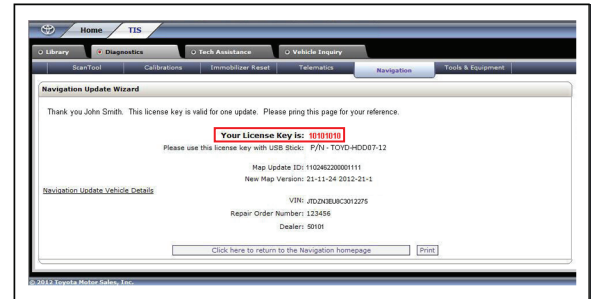 Home TIS
Library Diagnostics Tech Assistance Vehicle Inquiry
ScanTool Calibrations Immobilizer Reset Telematics Navigation Tools & Equipment
Navigation Update Wizard
Thank you John Smith. This license key is valid for one update. Please pring this page for your reference.
Your License Key is: 10101010
Please use this license key with USB Stick: P/N - TOYD-HDD07-12
Map Update ID: 1102462200001111
New Map Version: 21-11-24 2012-21-1
Navigation Update Vehicle Details
VIN: JTDZN3EU8C3012275
Repair Order Number: 123456
Dealer: 50101
Click here to return to the Navigation homepage Print
© 2012 Toyota Motor Sales, Inc.